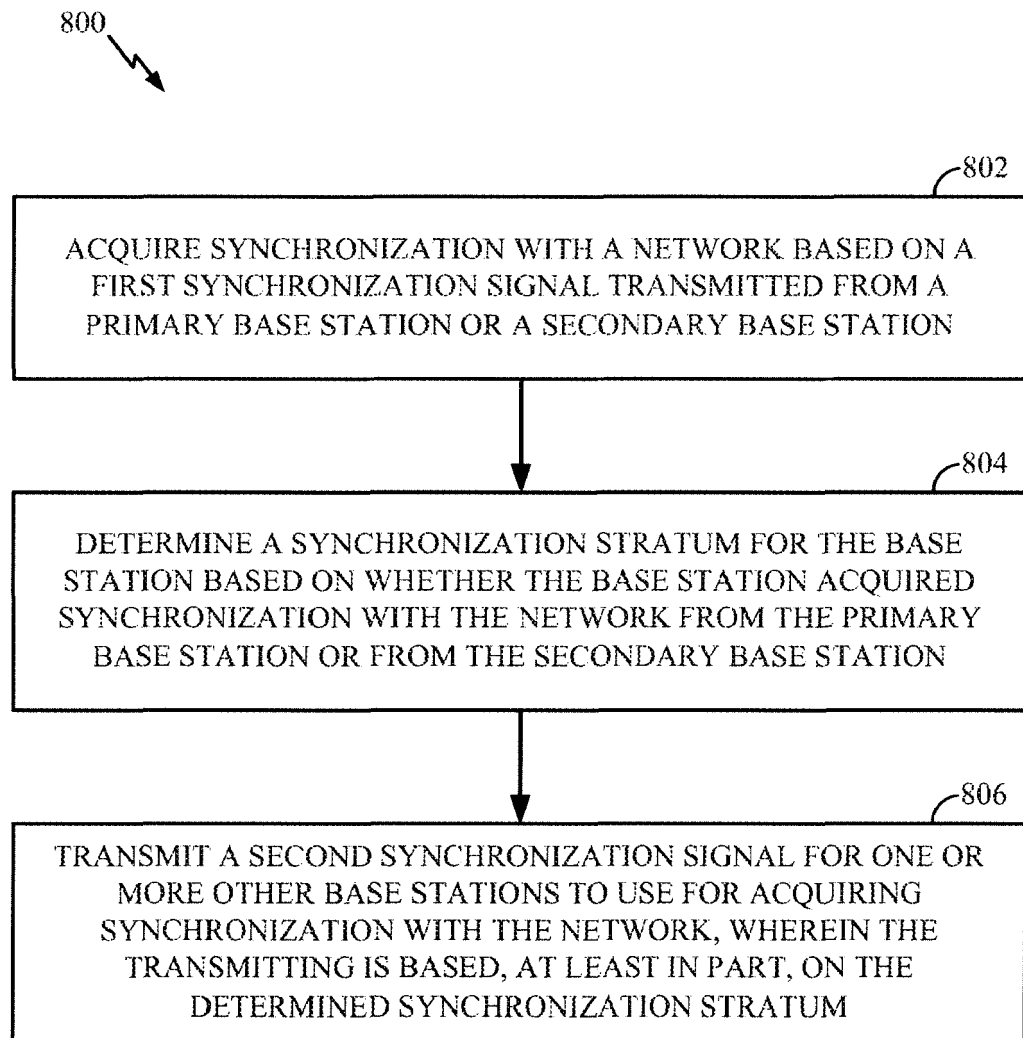 800
802
ACQUIRE SYNCHRONIZATION WITH A NETWORK BASED ON A
FIRST SYNCHRONIZATION SIGNAL TRANSMITTED FROM A
PRIMARY BASE STATION OR A SECONDARY BASE STATION
804
DETERMINE A SYNCHRONIZATION STRATUM FOR THE BASE
STATION BASED ON WHETHER THE BASE STATION ACQUIRED
SYNCHRONIZATION WITH THE NETWORK FROM THE PRIMARY
BASE STATION OR FROM THE SECONDARY BASE STATION
806
TRANSMIT A SECOND SYNCHRONIZATION SIGNAL FOR ONE OR
MORE OTHER BASE STATIONS TO USE FOR ACQUIRING
SYNCHRONIZATION WITH THE NETWORK, WHEREIN THE
TRANSMITTING IS BASED, AT LEAST IN PART, ON THE
DETERMINED SYNCHRONIZATION STRATUM